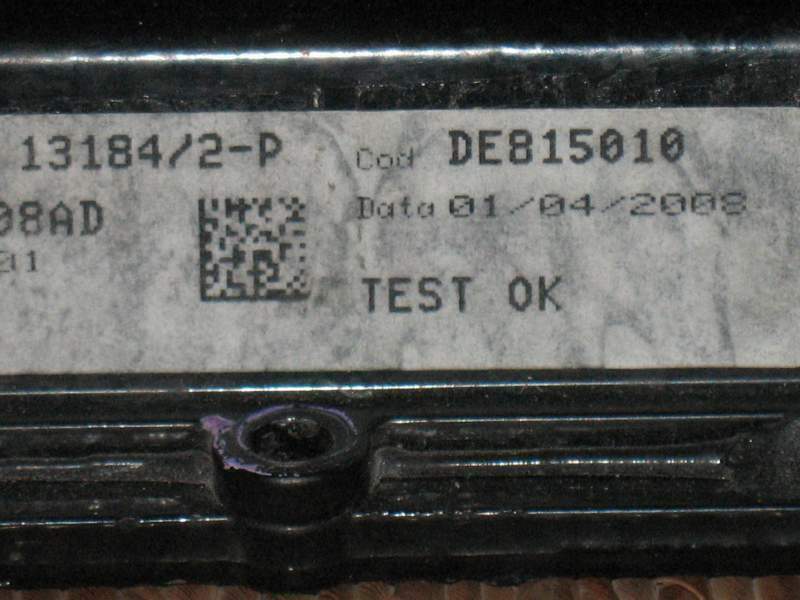 13184/2-P Cod DE815010
08AD Data 01/04/2008
TEST OK